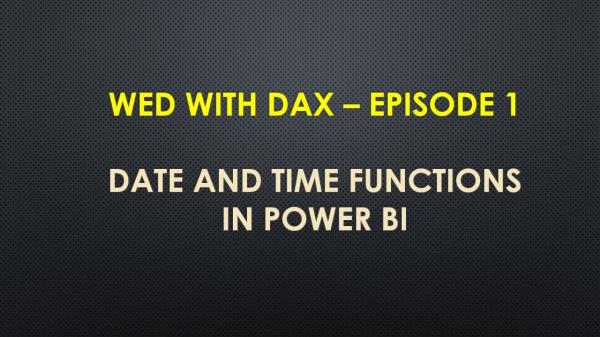 WED WITH DAX – EPISODE 1
DATE AND TIME FUNCTIONS
IN POWER BI